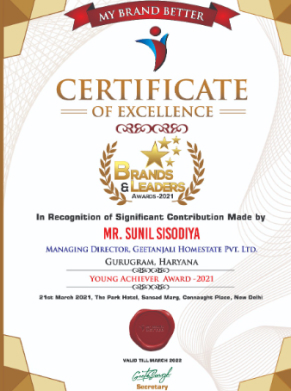 MY BRAND BETTER
CERTIFICATE
OF EXCELLENCE
BRANDS
& LEADERS
AWARDS-2021
In Recognition of Significant Contribution Made by
MR. SUNIL SISODIYA
MANAGING DIRECTOR, GEETANJALI HOMESTATE PVT. LTD.
GURUGRAM, HARYANA
YOUNG ACHIEVER AWARD -2021
21st March 2021, The Park Hotel, Sansad Marg, Connaught Place, New Delhi
VALID TILL MARCH 2022
Secretary